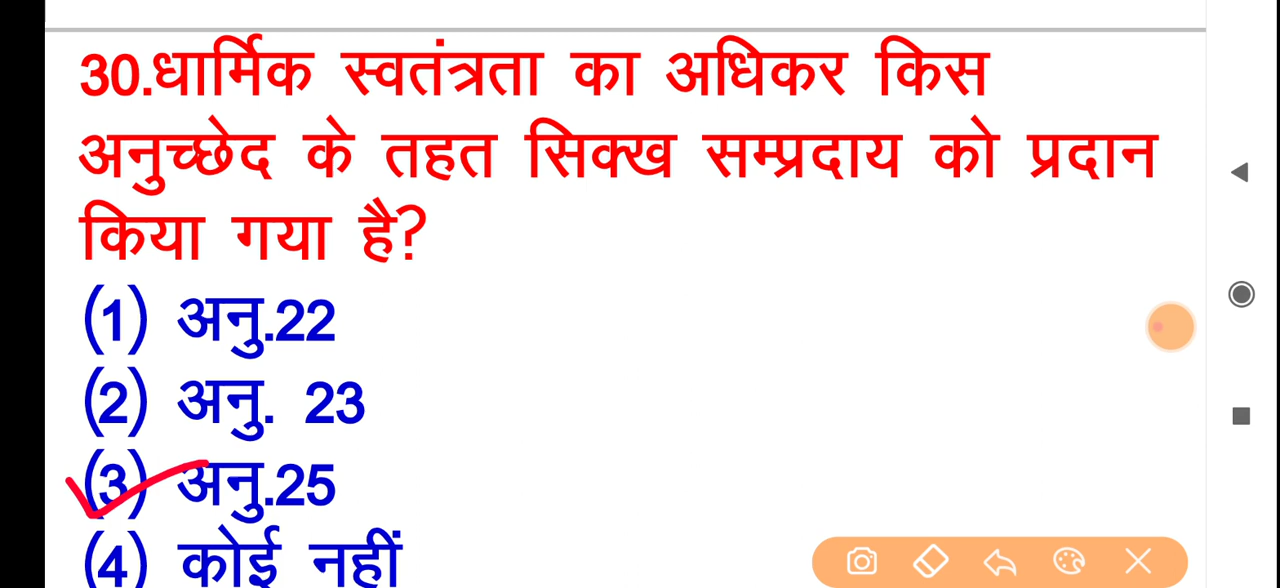 30.धार्मिक स्वतंत्रता का अधिकर किस
अनुच्छेद के तहत सिक्ख सम्प्रदाय को प्रदान
किया गया है?
(1) अनु.22
(2) अनु. 23
(3) अनु.25
(4) कोई नहीं